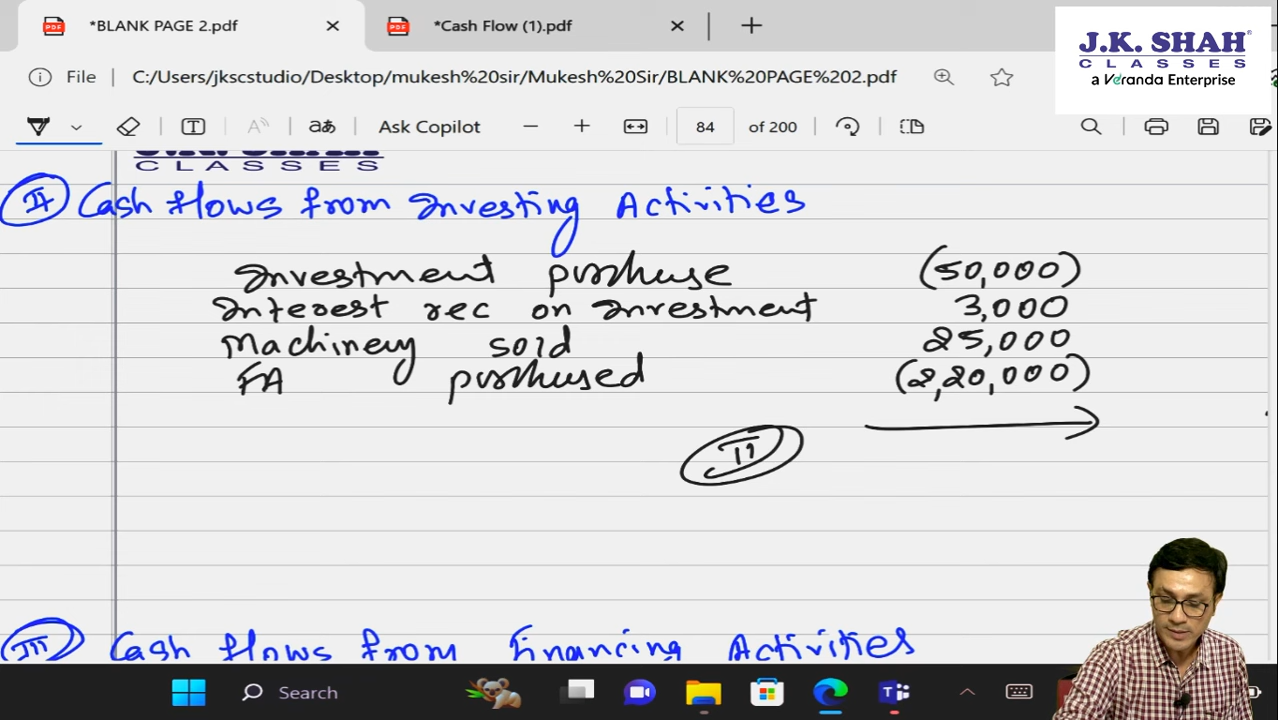 *BLANK PAGE 2.pdf
*Cash Flow (1).pdf
J.K. SHAH
CLASSES
a Veranda Enterprise
File C:/Users/jkscstudio/Desktop/mukesh%20sir/Mukesh%20Sir/BLANK%20PAGE%202.pdf
Ask Copilot
84 of 200
CLASSES
II Cash flows from Investing Activities
Investment purchase (50,000)
Interest rec on Investment 3,000
Machinery sold 25,000
FA purchased (2,20,000)
II
III Cash flows from Financing Activities
Search